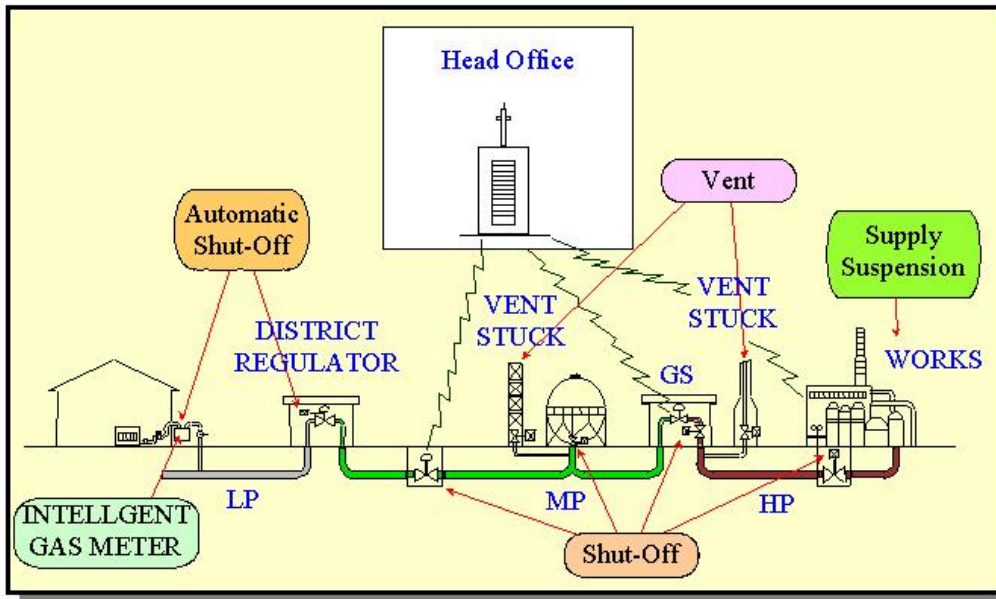 Head Office
Vent
Automatic
Shut-Off
Supply
Suspension
VENT
STUCK
VENT
STUCK
DISTRICT
REGULATOR
GS
WORKS
LP
MP
HP
INTELLGENT
GAS METER
Shut-Off